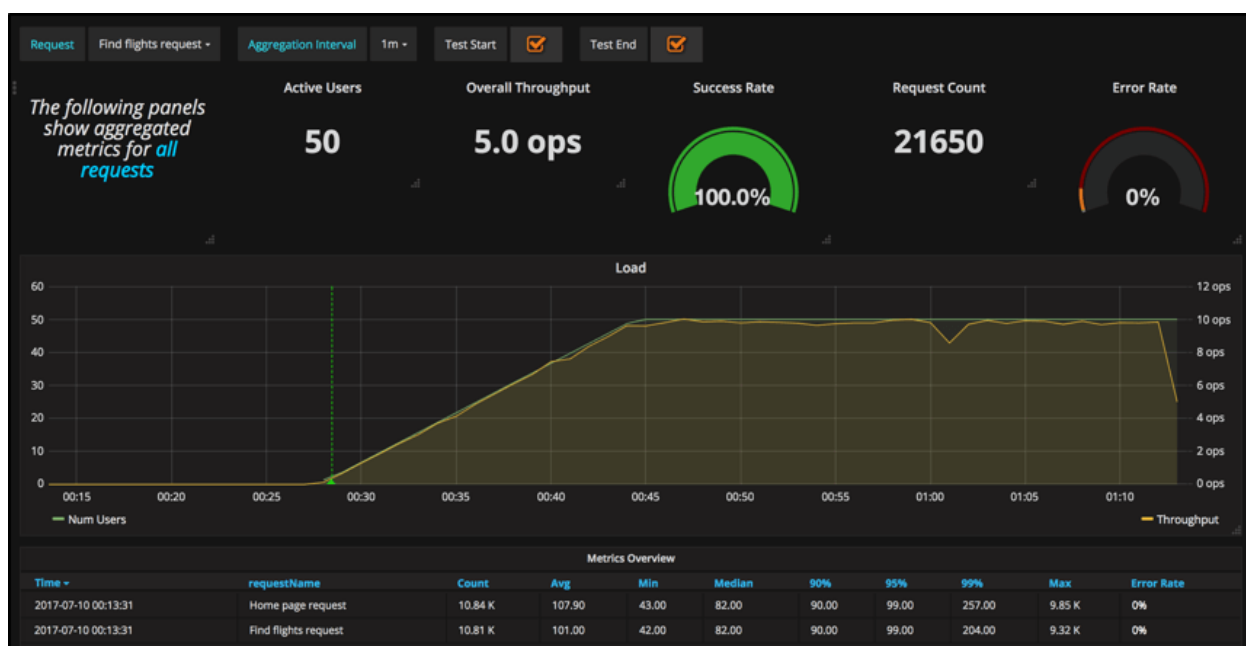 Request Find flights request Aggregation Interval 1m Test Start Test End
The following panels
show aggregated
metrics for all
requests
Active Users
50
Overall Throughput
5.0 ops
Success Rate
100.0%
Request Count
21650
Error Rate
0%
Load
60 12 ops
50 10 ops
40 8 ops
30 6 ops
20 4 ops
10 2 ops
0 0 ops
00:15 00:20 00:25 00:30 00:35 00:40 00:45 00:50 00:55 01:00 01:05 01:10
Num Users Throughput
Metrics Overview
Time requestName Count Avg Min Median 90% 95% 99% Max Error Rate
2017-07-10 00:13:31 Home page request 10.84 K 107.90 43.00 82.00 90.00 99.00 257.00 9.85 K 0%
2017-07-10 00:13:31 Find flights request 10.81 K 101.00 42.00 82.00 90.00 99.00 204.00 9.32 K 0%